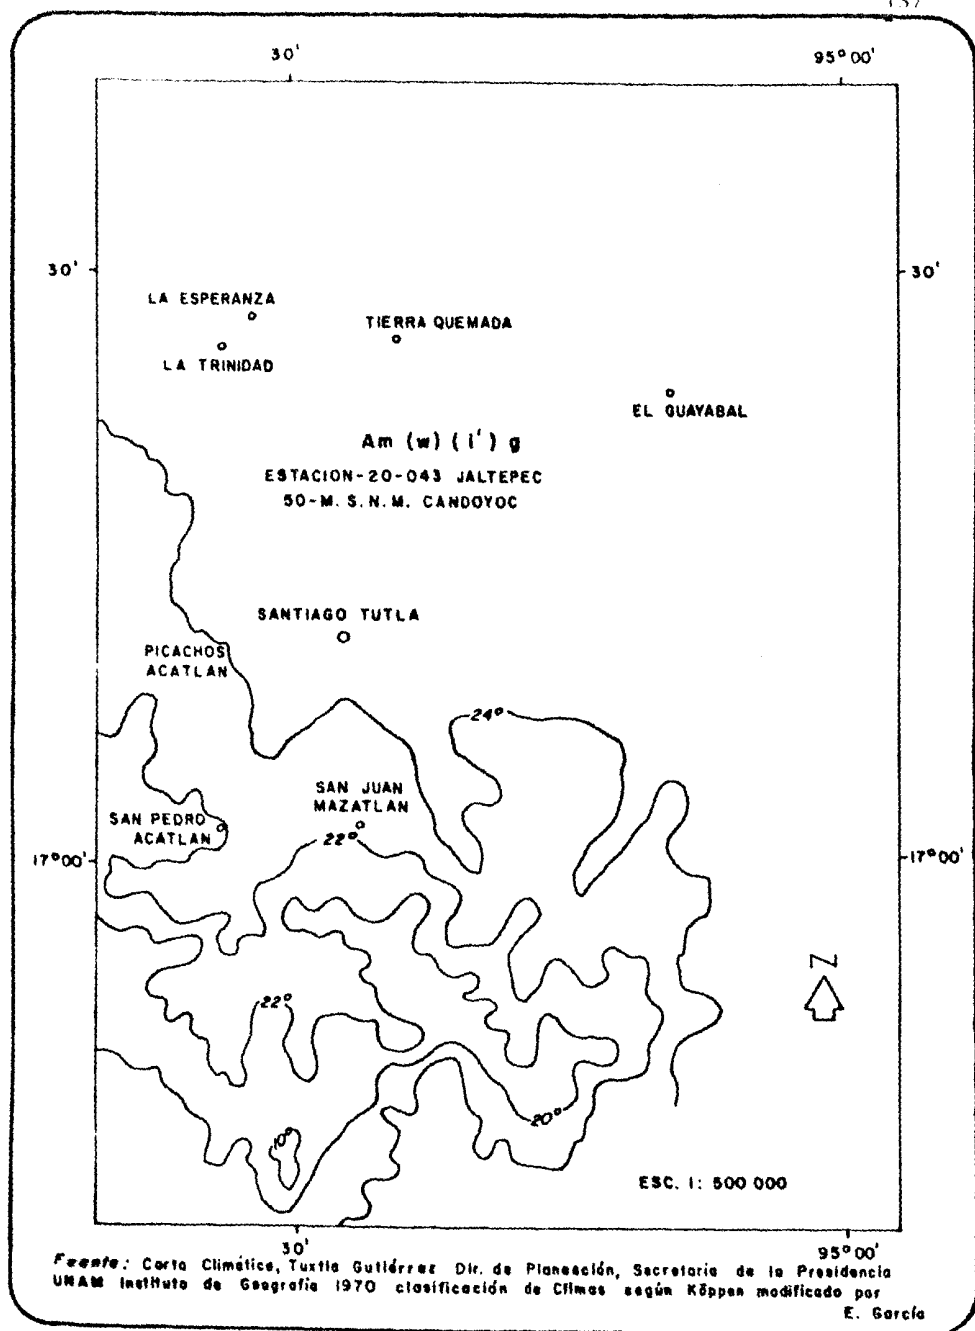 30'
95° 00'
30'
30'
LA ESPERANZA
TIERRA QUEMADA
LA TRINIDAD
EL GUAYABAL
Am (w) (i') g
ESTACION-20-043 JALTEPEC
50-M. S. N. M. CANDOYOC
SANTIAGO TUTLA
PICACHOS
ACATLAN
24°
SAN JUAN
MAZATLAN
SAN PEDRO
ACATLAN
22°
17°00'
17°00'
N
22°
20°
10°
ESC. 1: 500 000
30'
95°00'
Fuente: Carta Climática, Tuxtla Gutiérrez Dir. de Planeación, Secretaria de la Presidencia
UNAM Instituto de Geografia 1970 clasificación de Climas según Köppen modificado por
E. García